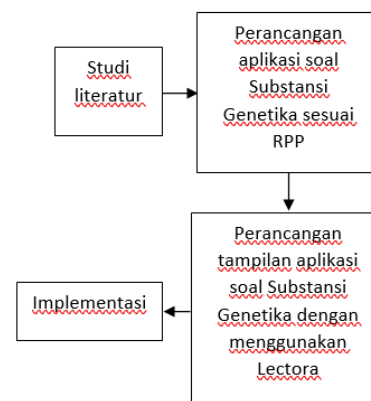 Studi
literatur
Perancangan
aplikasi soal
Substansi
Genetika sesuai
RPP
Perancangan
tampilan aplikasi
soal Substansi
Genetika dengan
menggunakan
Lectora
Implementasi